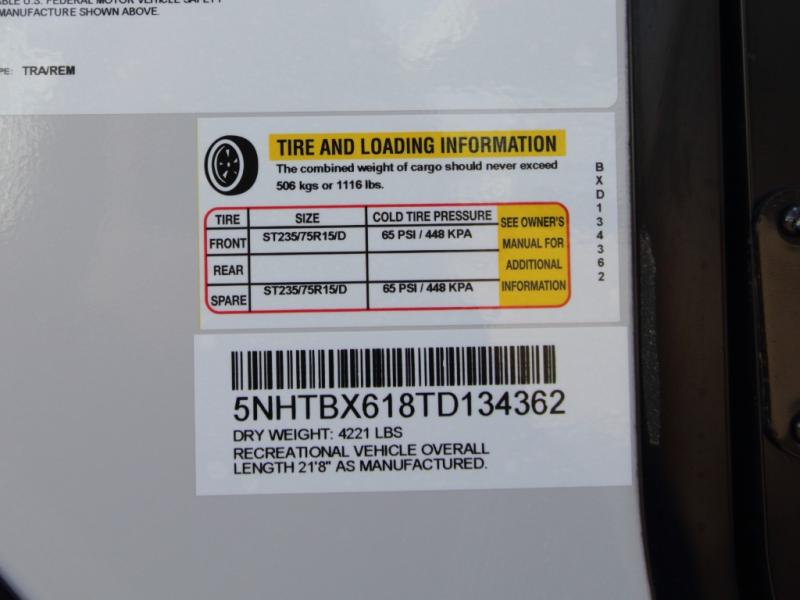 MANUFACTURE SHOWN ABOVE.
TRA/REM
TIRE AND LOADING INFORMATION
The combined weight of cargo should never exceed
506 kgs or 1116 lbs.
TIRE SIZE COLD TIRE PRESSURE SEE OWNER'S
FRONT ST235/75R15/D 65 PSI / 448 KPA MANUAL FOR
REAR ADDITIONAL
SPARE ST235/75R15/D 65 PSI / 448 KPA INFORMATION
BXD134362
5NHTBX618TD134362
DRY WEIGHT: 4221 LBS
RECREATIONAL VEHICLE OVERALL
LENGTH 21'8" AS MANUFACTURED.